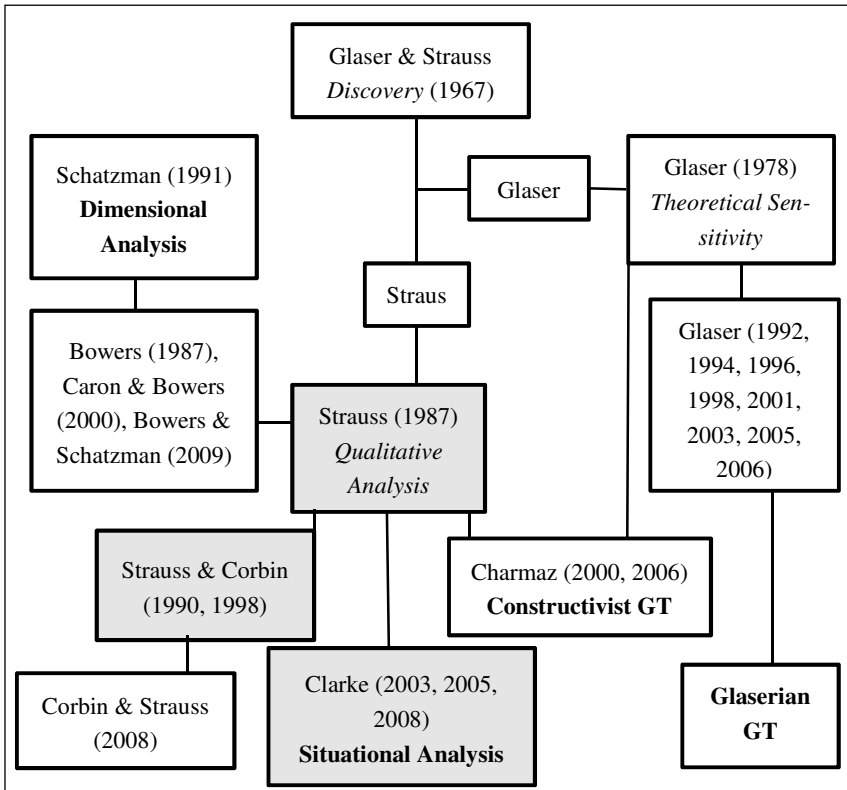 Glaser & Strauss
Discovery (1967)
Schatzman (1991)
Dimensional
Analysis
Glaser
Glaser (1978)
Theoretical Sen-
sitivity
Straus
Bowers (1987),
Caron & Bowers
(2000), Bowers &
Schatzman (2009)
Glaser (1992,
1994, 1996,
1998, 2001,
2003, 2005,
2006)
Strauss (1987)
Qualitative
Analysis
Strauss & Corbin
(1990, 1998)
Charmaz (2000, 2006)
Constructivist GT
Corbin & Strauss
(2008)
Clarke (2003, 2005,
2008)
Situational Analysis
Glaserian
GT